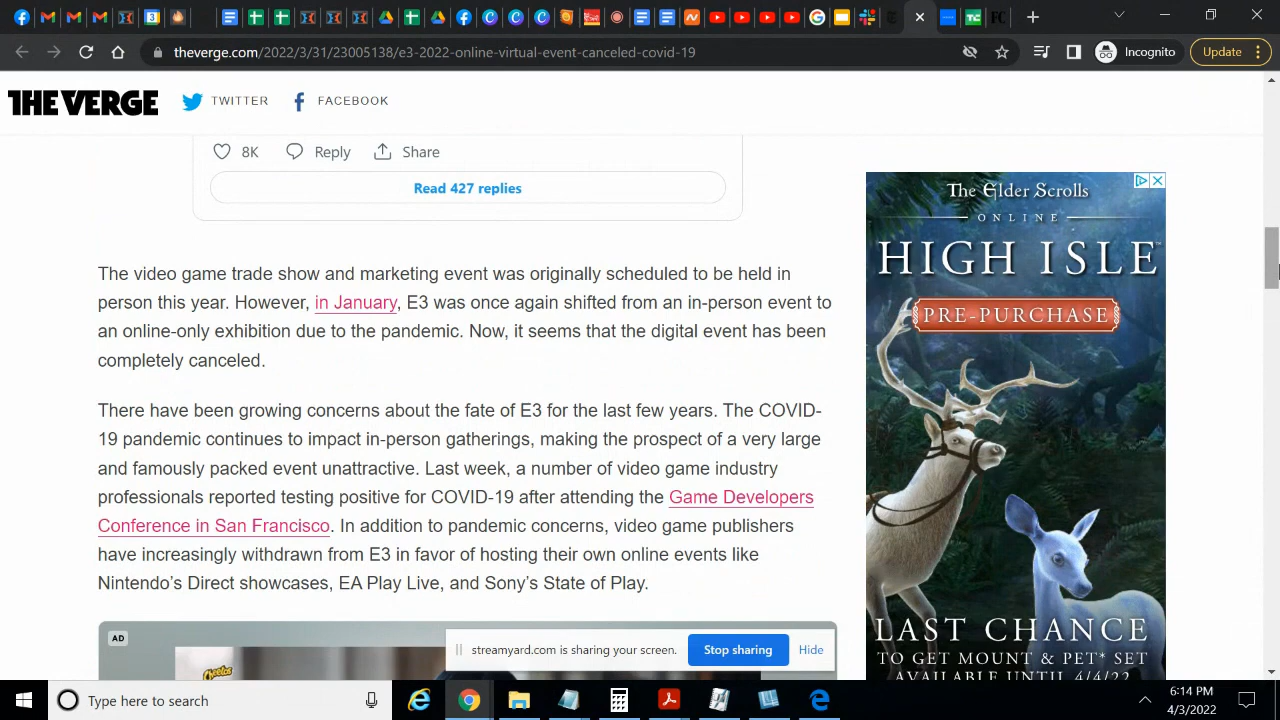 theverge.com/2022/3/31/23005138/e3-2022-online-virtual-event-canceled-covid-19
Incognito
Update
THE VERGE
TWITTER
FACEBOOK
8K Reply Share
Read 427 replies
The video game trade show and marketing event was originally scheduled to be held in
person this year. However, in January, E3 was once again shifted from an in-person event to
an online-only exhibition due to the pandemic. Now, it seems that the digital event has been
completely canceled.
There have been growing concerns about the fate of E3 for the last few years. The COVID-
19 pandemic continues to impact in-person gatherings, making the prospect of a very large
and famously packed event unattractive. Last week, a number of video game industry
professionals reported testing positive for COVID-19 after attending the Game Developers
Conference in San Francisco. In addition to pandemic concerns, video game publishers
have increasingly withdrawn from E3 in favor of hosting their own online events like
Nintendo's Direct showcases, EA Play Live, and Sony's State of Play.
The Elder Scrolls
ONLINE
HIGH ISLE
PRE-PURCHASE
LAST CHANCE
TO GET MOUNT & PET* SET
AVAILABLE UNTIL 4/4/22
AD
Cheetos
streamyard.com is sharing your screen.
Stop sharing
Hide
Type here to search
6:14 PM
4/3/2022